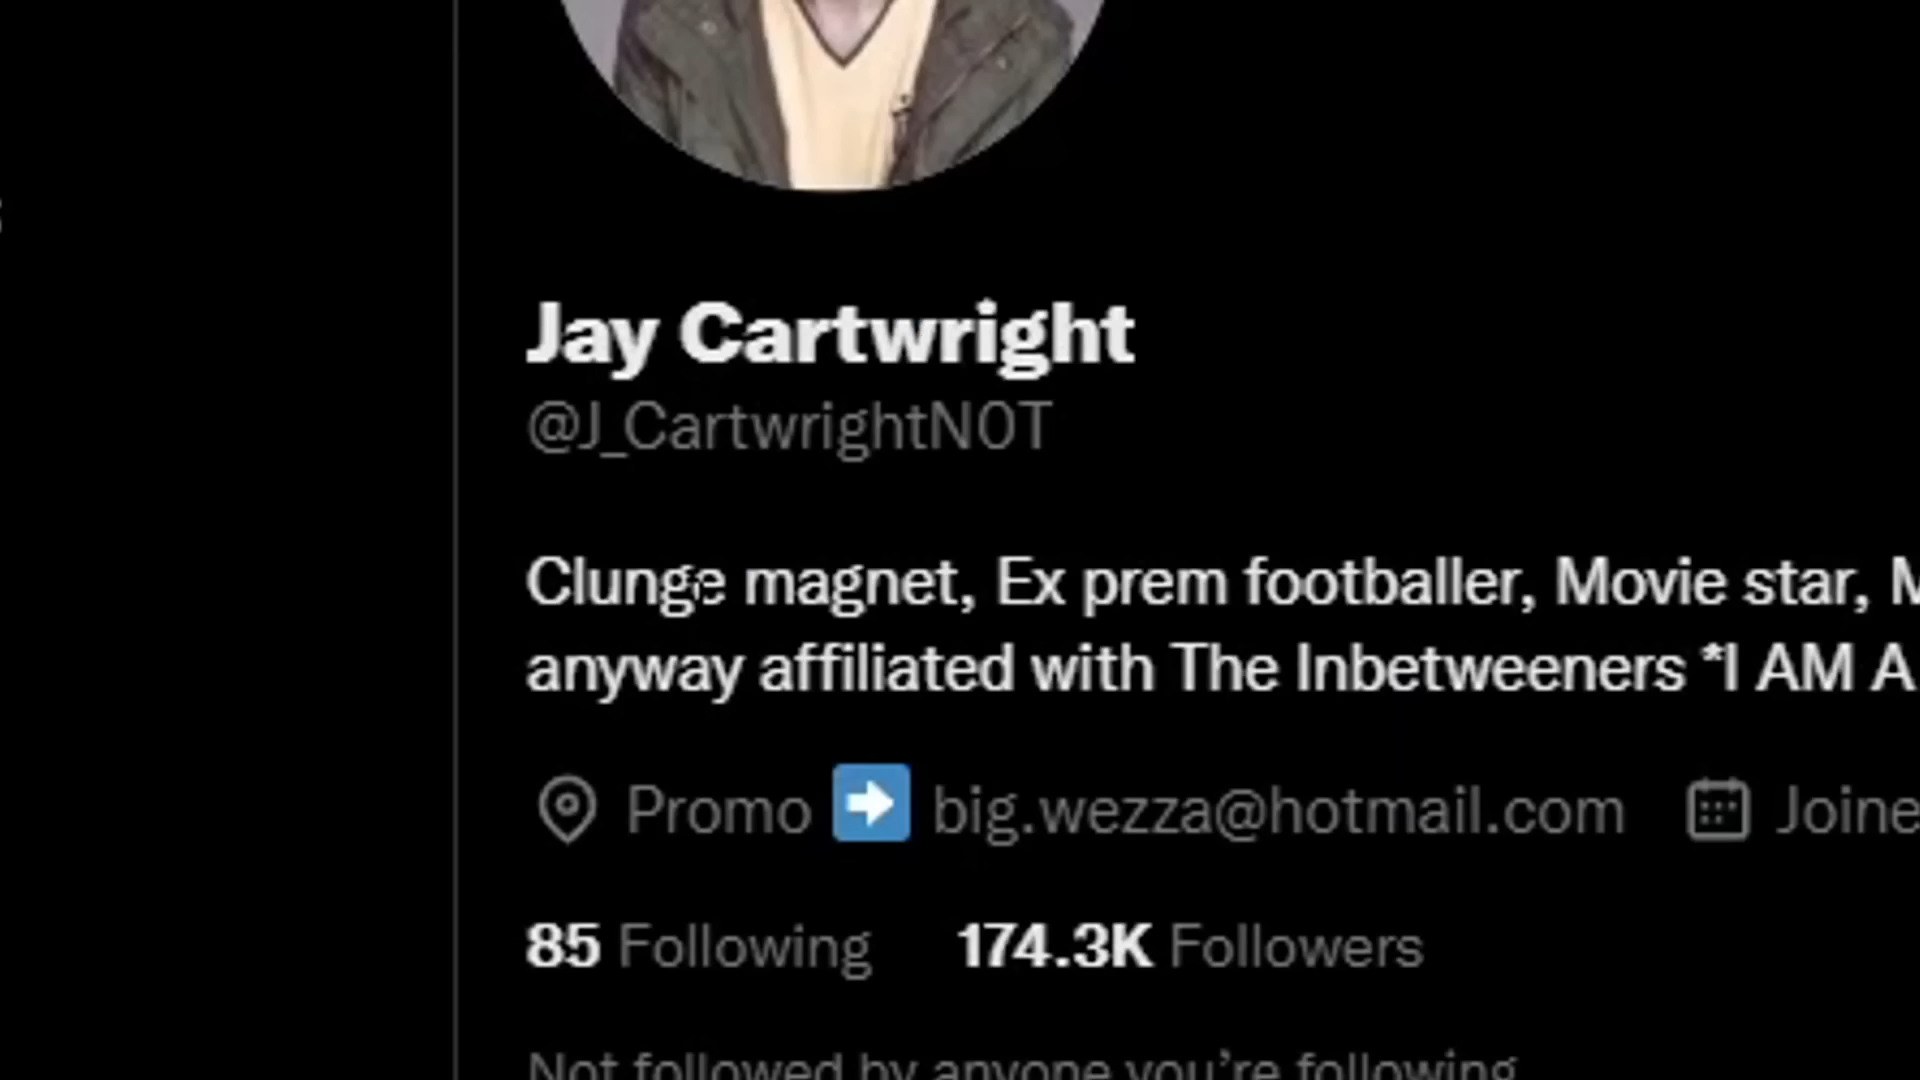 Jay Cartwright
@J_CartwrightNOT
Clunge magnet, Ex prem footballer, Movie star, M
anyway affiliated with The Inbetweeners *I AM A
Promo ➡️ big.wezza@hotmail.com Joine
85 Following 174.3K Followers
Not followed by anyone you're following